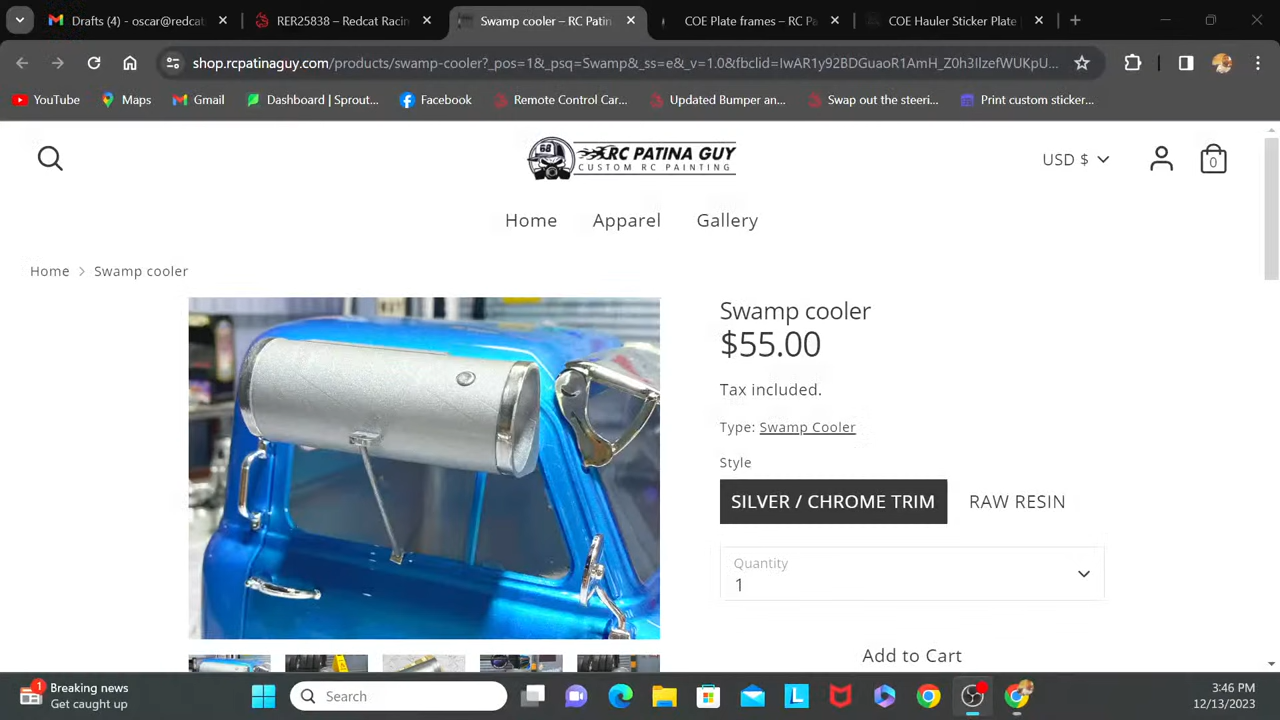 Drafts (4) - oscar@redcat
RER25838 – Redcat Racin
Swamp cooler – RC Patin
COE Plate frames – RC Pa
COE Hauler Sticker Plate
shop.rcpatinaguy.com/products/swamp-cooler?_pos=1&_psq=Swamp&_ss=e&_v=1.0&fbclid=IwAR1y92BDGuaoR1AmH_Z0h3IlzefWUKpU...
YouTube
Maps
Gmail
Dashboard | Sprout...
Facebook
Remote Control Car...
Updated Bumper an...
Swap out the steeri...
Print custom sticker...
68
RC PATINA GUY
CUSTOM RC PAINTING
USD $
0
Home
Apparel
Gallery
Home
Swamp cooler
Swamp cooler
$55.00
Tax included.
Type: Swamp Cooler
Style
SILVER / CHROME TRIM
RAW RESIN
Quantity
1
Add to Cart
1
Breaking news
Get caught up
Search
3:46 PM
12/13/2023